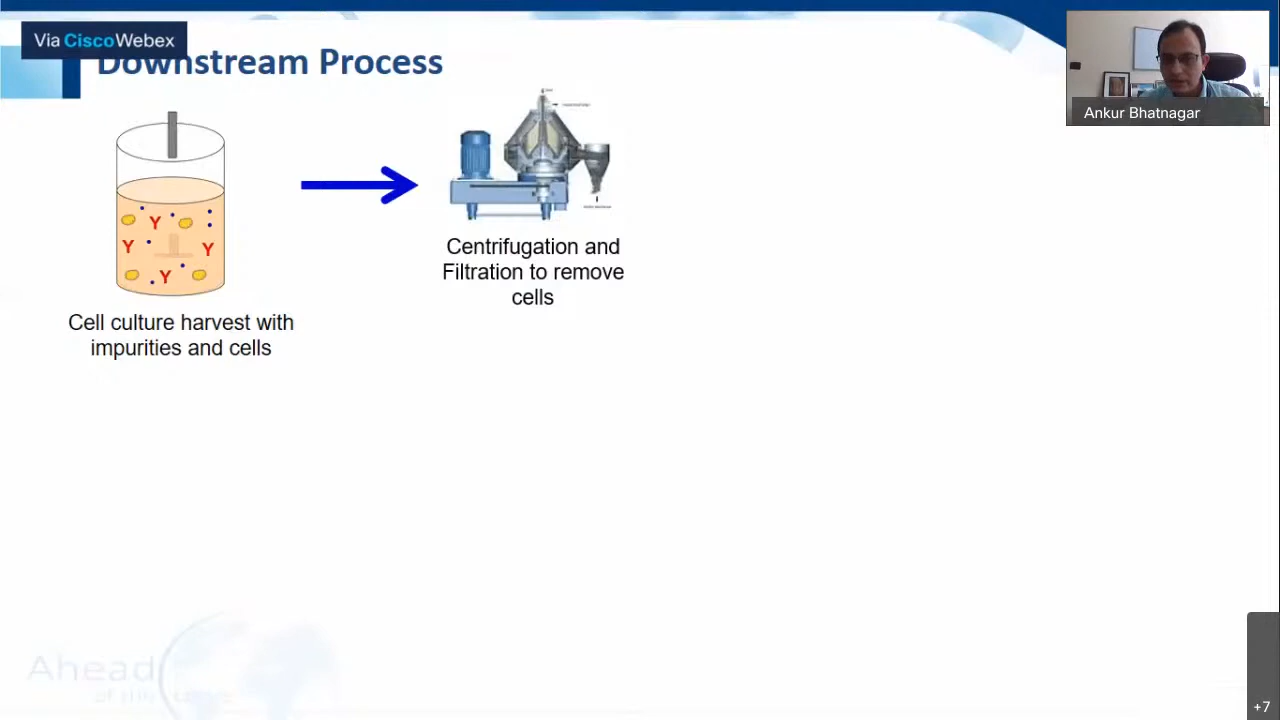 Via CiscoWebex
Downstream Process
Ankur Bhatnagar
Y
Y
Y
Y
Centrifugation and
Filtration to remove
cells
Cell culture harvest with
impurities and cells
Ahead
+7